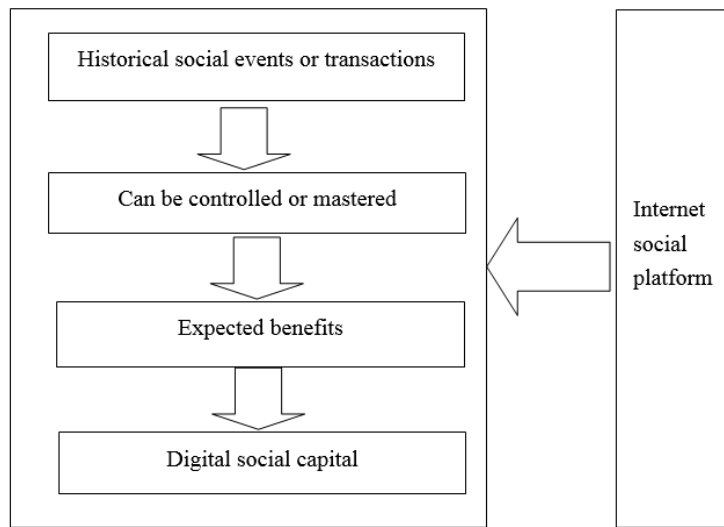 Historical social events or transactions
Can be controlled or mastered
Expected benefits
Digital social capital
Internet
social
platform